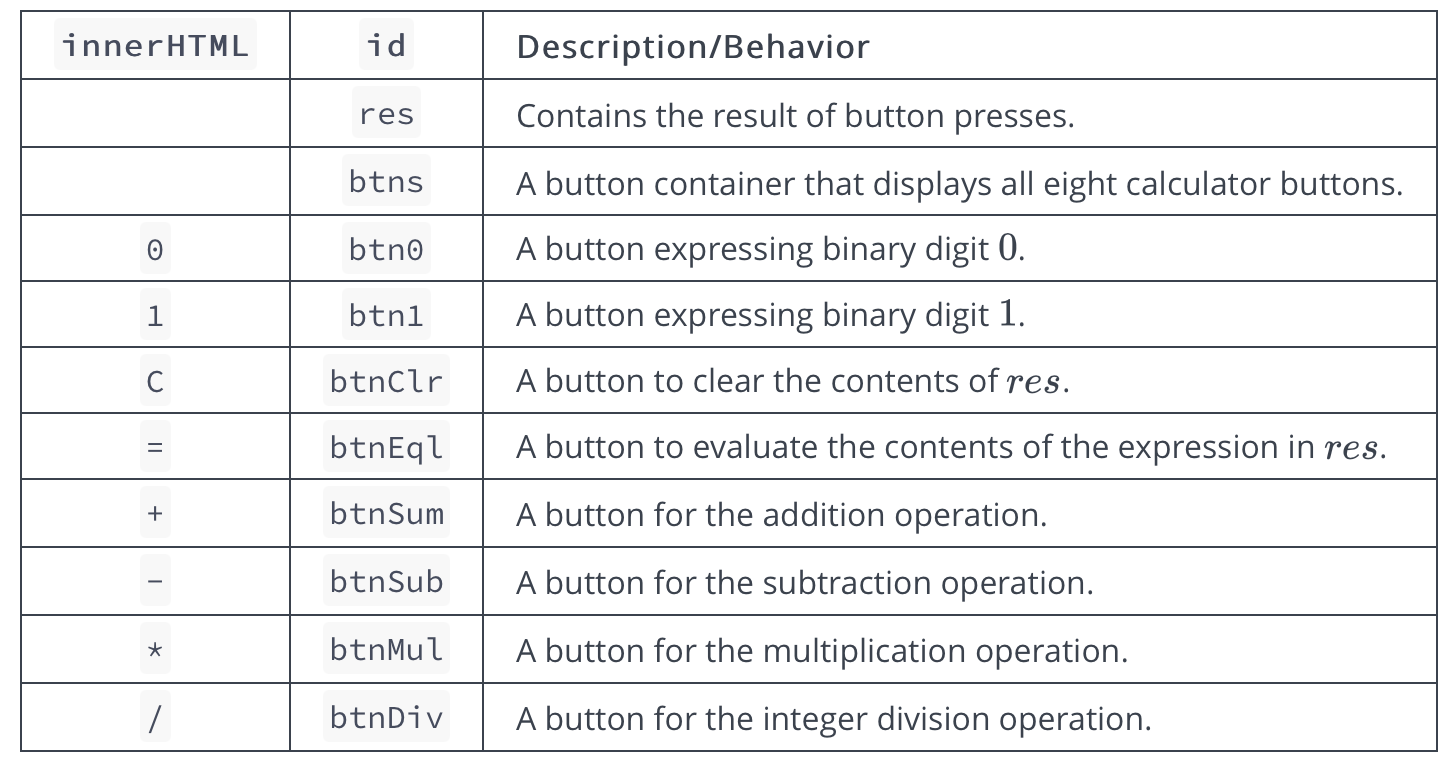 innerHTML id Description/Behavior
res Contains the result of button presses.
btns A button container that displays all eight calculator buttons.
0 btn0 A button expressing binary digit 0.
1 btn1 A button expressing binary digit 1.
C btnClr A button to clear the contents of res.
= btnEql A button to evaluate the contents of the expression in res.
+ btnSum A button for the addition operation.
- btnSub A button for the subtraction operation.
* btnMul A button for the multiplication operation.
/ btnDiv A button for the integer division operation.